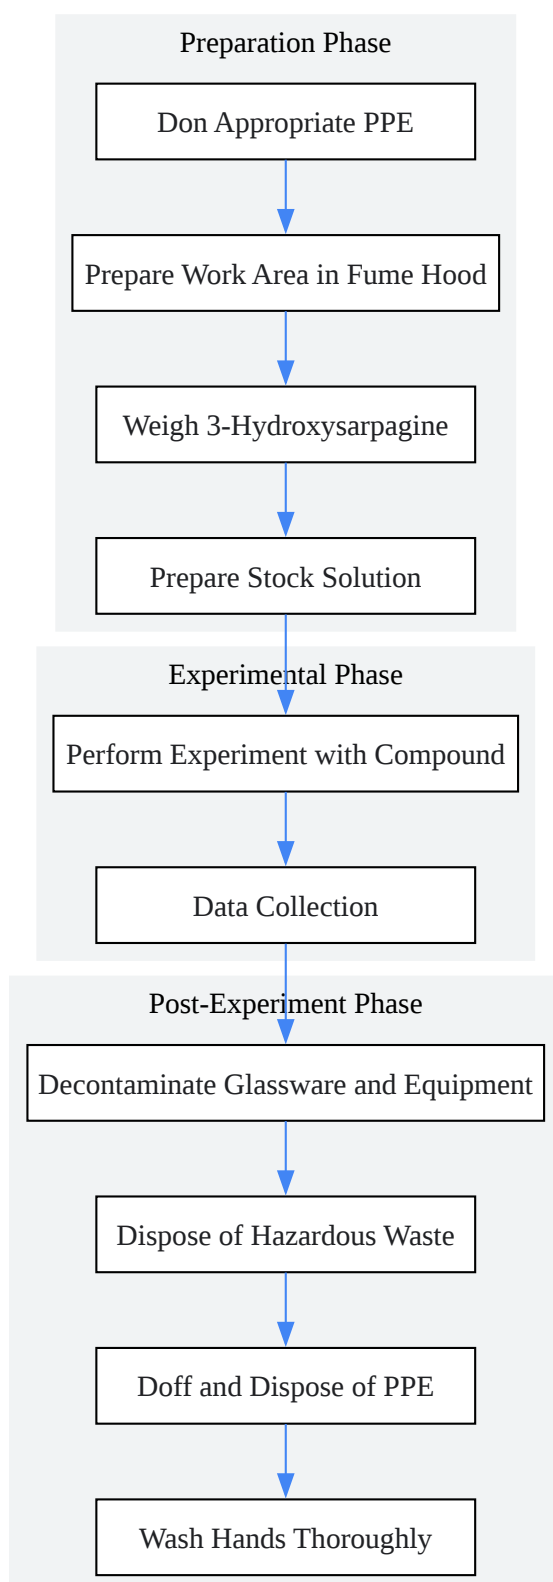 Preparation Phase
Don Appropriate PPE
Prepare Work Area in Fume Hood
Weigh 3-Hydroxysarpagine
Prepare Stock Solution
Experimental Phase
Perform Experiment with Compound
Data Collection
Post-Experiment Phase
Decontaminate Glassware and Equipment
Dispose of Hazardous Waste
Doff and Dispose of PPE
Wash Hands Thoroughly